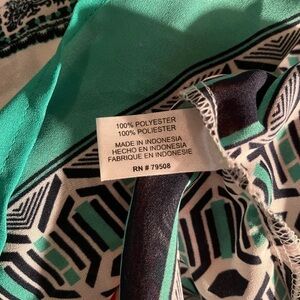 100% POLYESTER
100% POLIESTER
MADE IN INDONESIA
HECHO EN INDONESIA
FABRIQUE EN INDONESIE
RN # 79508